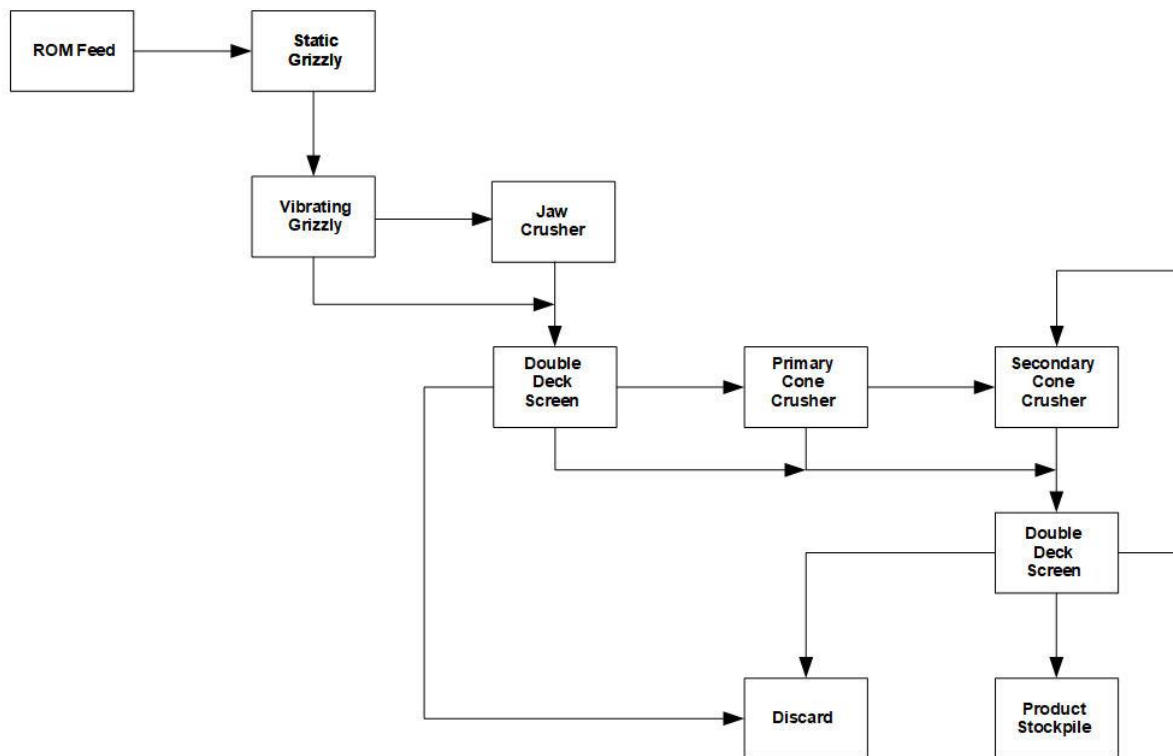 ROM Feed
Static
Grizzly
Vibrating
Grizzly
Jaw
Crusher
Double
Deck
Screen
Primary
Cone
Crusher
Secondary
Cone
Crusher
Double
Deck
Screen
Discard
Product
Stockpile